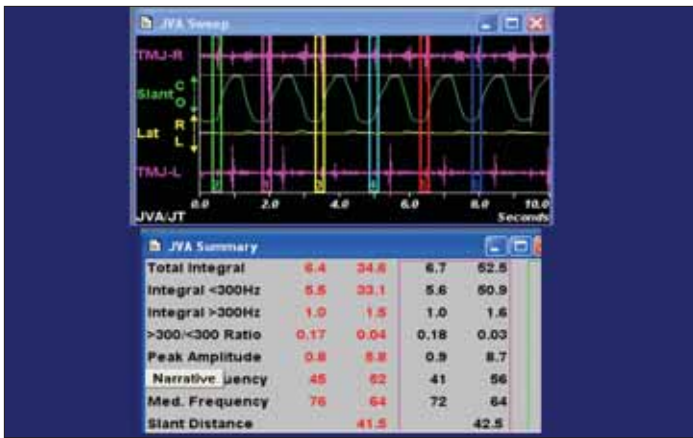 JVA Sweep
TMJ-R
Slant C O
Lat R L
TMJ-L
0.0 2.0 4.0 6.0 8.0 10.0
JVA/JT Seconds
JVA Summary
Total Integral 6.4 34.6 6.7 52.5
Integral <300Hz 5.5 33.1 5.6 50.9
Integral >300Hz 1.0 1.5 1.0 1.6
>300/<300 Ratio 0.17 0.04 0.18 0.03
Peak Amplitude 0.8 5.8 0.9 8.7
Narrative uency 45 62 41 56
Med. Frequency 76 64 72 64
Slant Distance 41.5 42.5